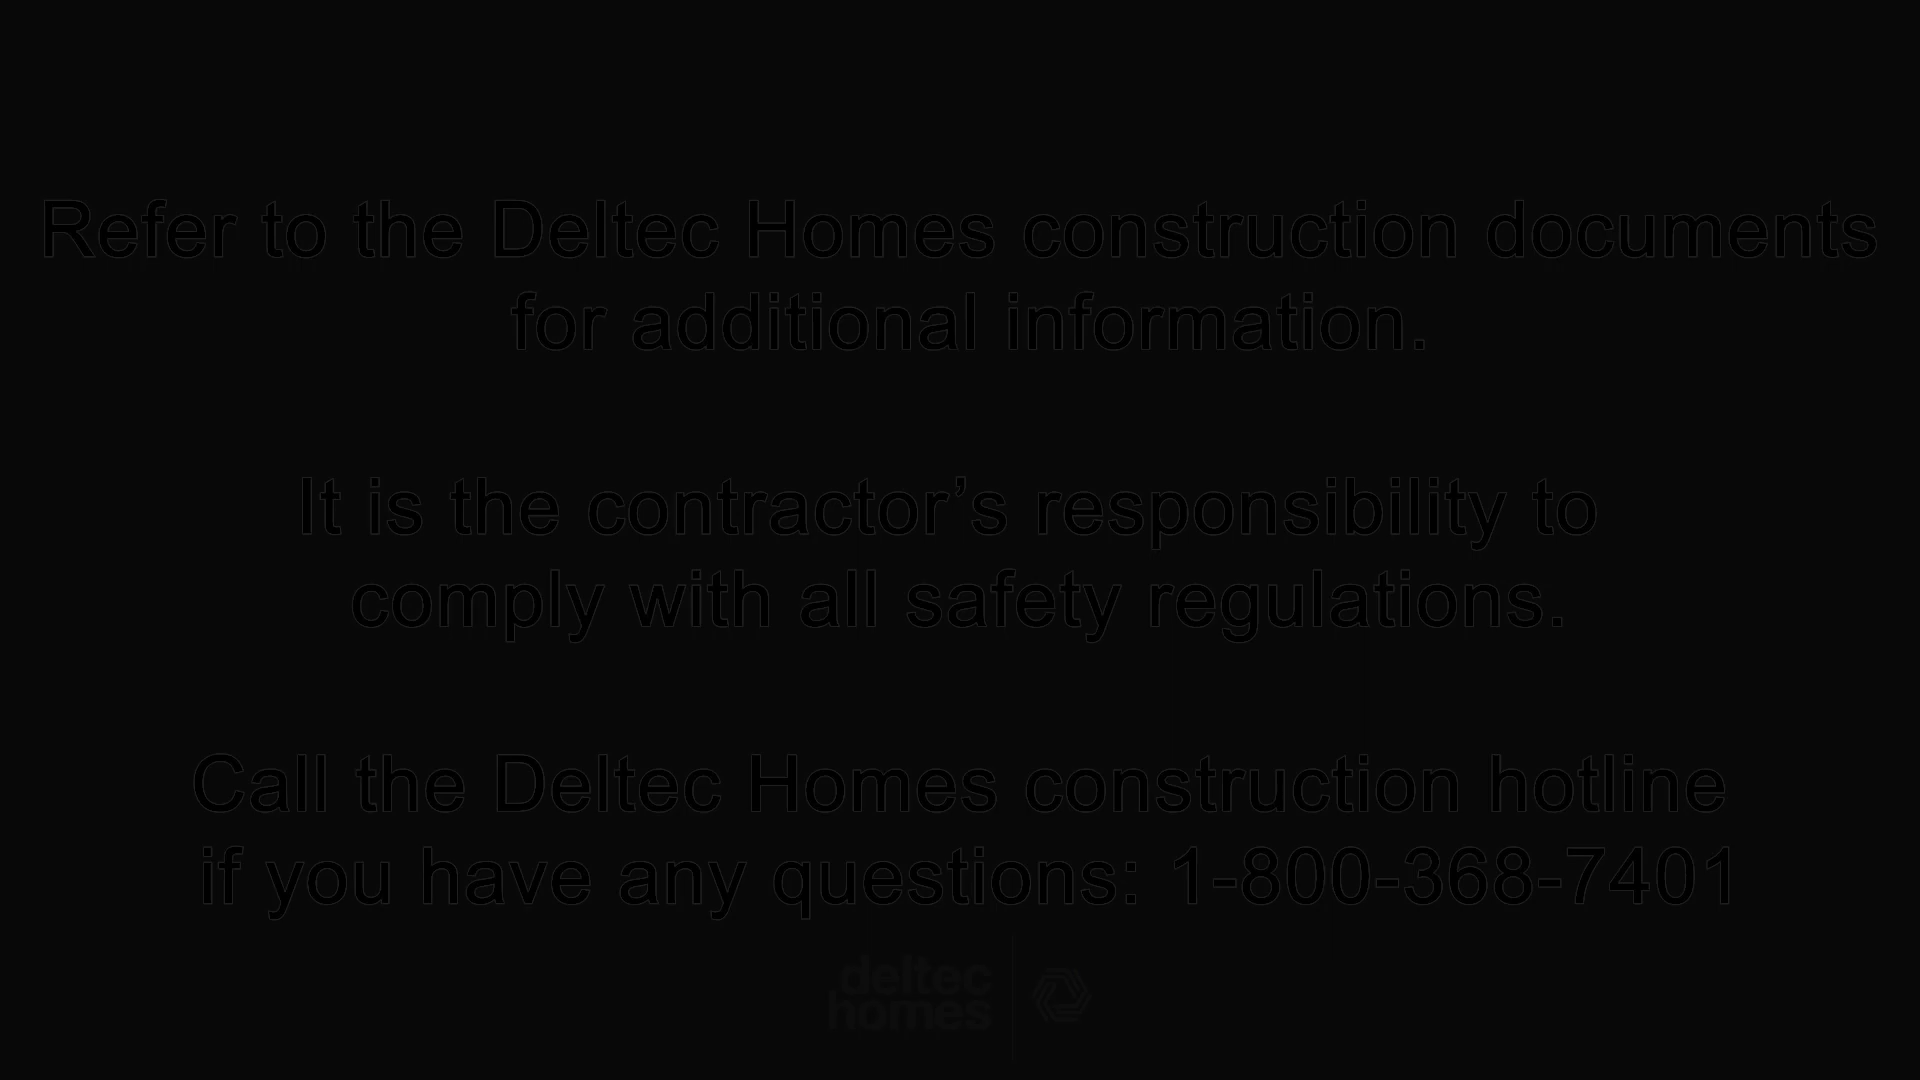 Refer to the Deltec Homes construction documents
for additional information.
It is the contractor’s responsibility to
comply with all safety regulations.
Call the Deltec Homes construction hotline
if you have any questions: 1-800-368-7401
deltec
homes